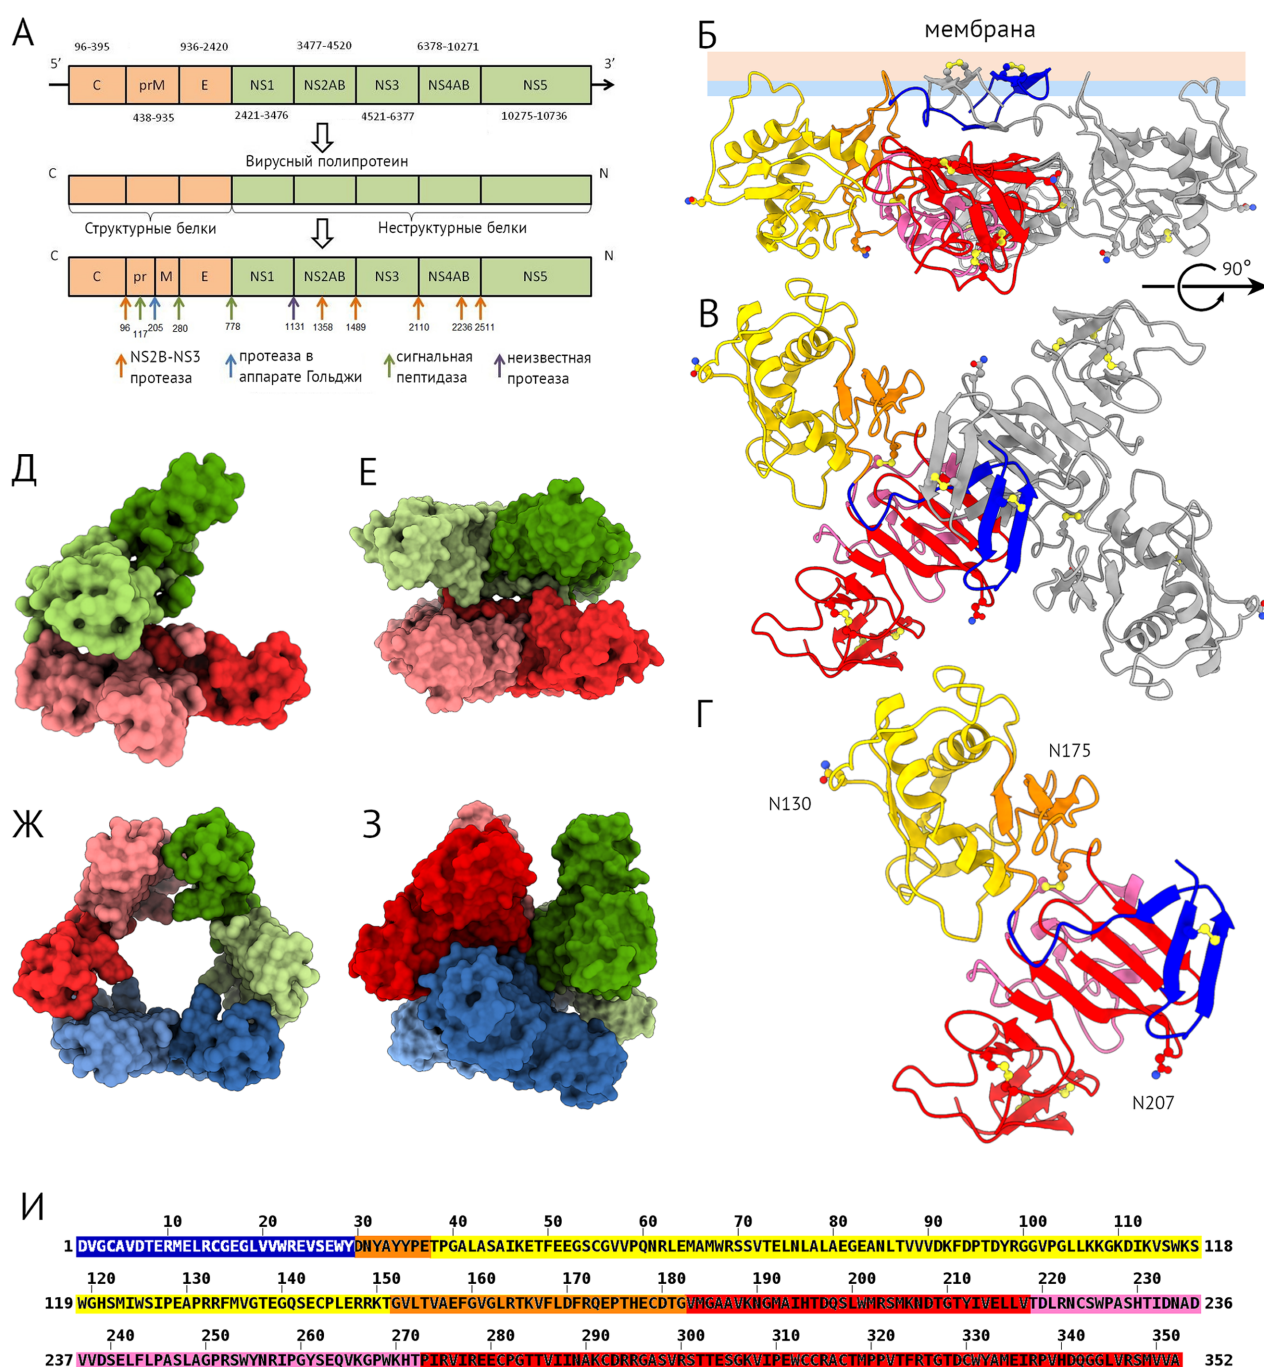 А
96-395 936-2420 3477-4520 6378-10271
5’ 3’
C prM E NS1 NS2AB NS3 NS4AB NS5
438-935 2421-3476 4521-6377 10275-10736
Вирусный полипротеин
C N
Структурные белки Неструктурные белки
C N
C pr M E NS1 NS2AB NS3 NS4AB NS5
96 117 205 280 778 1131 1358 1489 2110 2236 2511
NS2B-NS3 протеаза в сигнальная неизвестная
протеаза аппарате Гольджи пептидаза протеаза
Б
мембрана
90°
В
Д
Е
Г
N175
N130
N207
Ж
З
И
10 20 30 40 50 60 70 80 90 100 110
1 DVGCAVDTERMELRCGEGLVVWREVSEWYDNYAYYPETPGALASAIKETFEEGSCGVVPQNRLEMAMWRSSVTELNLALAEGEANLTVVVDKFDPTDYRGGVPGLLKKGKDIKVSWKS 118
120 130 140 150 160 170 180 190 200 210 220 230
119 WGHSMIWSIPEAPRRFMVGTEGQSECPLERRKTGVLTVAEFGVGLRTKVFLDFRQEPTHECDTGVMGAAVKNGMAIHTDQSLWMRSMKNDTGTYIVELLVTDLRNCSWPASHTIDNAD 236
240 250 260 270 280 290 300 310 320 330 340 350
237 VVDSELFLPASLAGPRSWYNRIPGYSEQVKGPWKHTPIRVIREECPGTTVIINAKCDRRGASVRSTTESGKVIPEWCCRACTMPPVTFRTGTDCWYAMEIRPVHDQGGLVRSMVVA 352